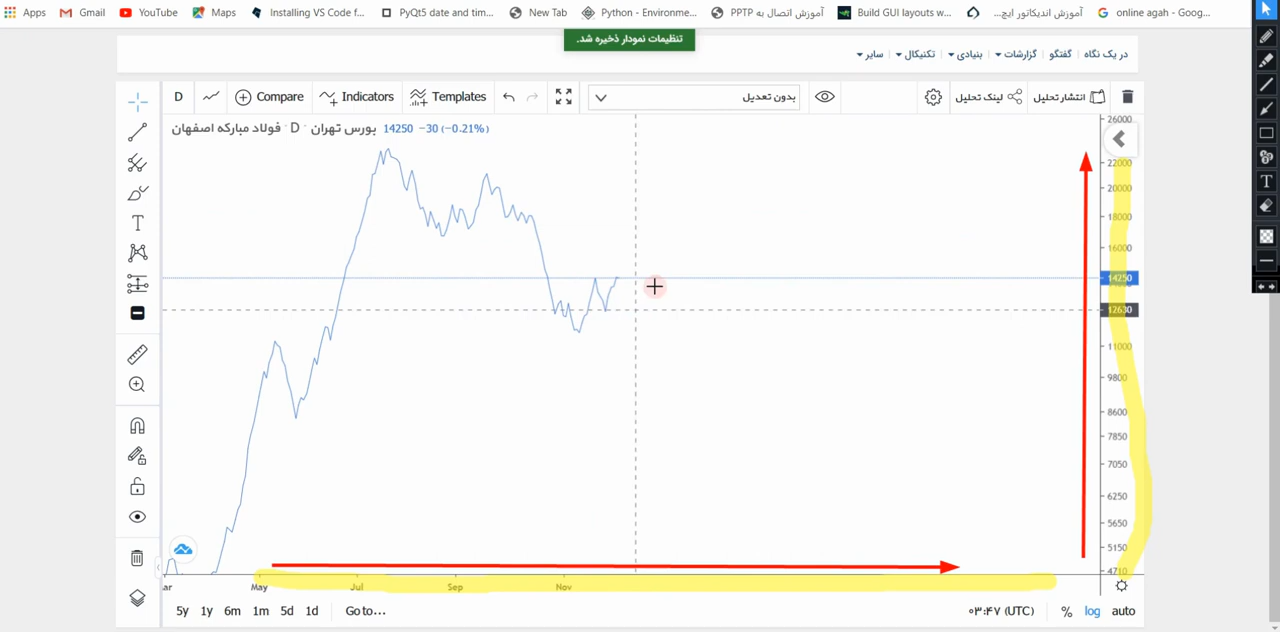 Apps Gmail YouTube Maps Installing VS Code f... PyQt5 date and tim... New Tab Python - Environme... آموزش اتصال به PPTP Build GUI layouts w... آموزش اندیکاتور ایچ... online agah - Goog...
تنظیمات نمودار ذخیره شد.
در یک نگاه گفتگو گزارشات بنیادی تکنیکال سایر
D Compare Indicators Templates بدون تعدیل لینک تحلیل انتشار تحلیل
فولاد مبارکه اصفهان D بورس تهران 14250 −30 (−0.21%)
26000
22000
20000
18000
16000
14250
12630
11000
9800
8600
7850
7050
6250
5650
5150
4710
ar May Jul Sep Nov
5y 1y 6m 1m 5d 1d Go to... ۰۳:۴۷ (UTC) % log auto
T
T